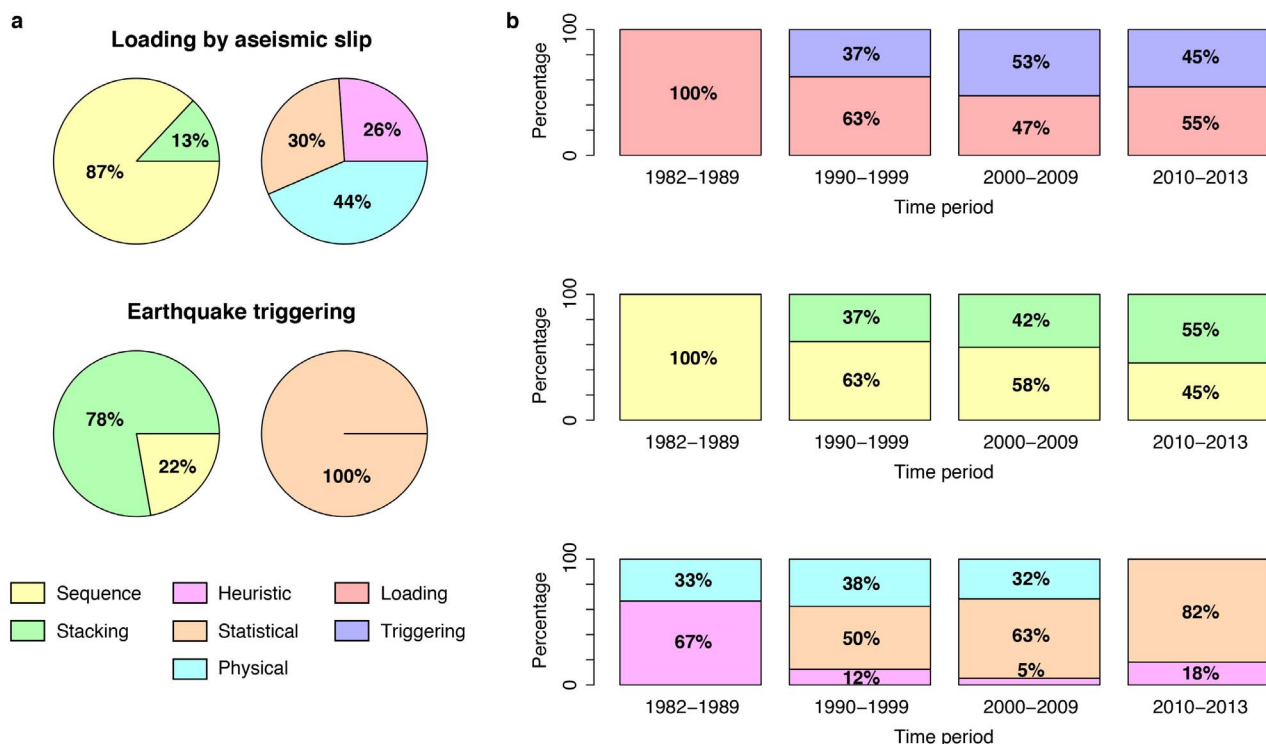 a
Loading by aseismic slip
87%
13%
30%
26%
44%
Earthquake triggering
78%
22%
100%
Sequence
Heuristic
Loading
Stacking
Statistical
Triggering
Physical
b
Percentage
100
0
100%
37%
63%
53%
47%
45%
55%
1982–1989
1990–1999
2000–2009
2010–2013
Time period
Percentage
100
0
100%
37%
63%
42%
58%
55%
45%
1982–1989
1990–1999
2000–2009
2010–2013
Time period
Percentage
100
0
33%
67%
38%
50%
12%
32%
63%
5%
82%
18%
1982–1989
1990–1999
2000–2009
2010–2013
Time period